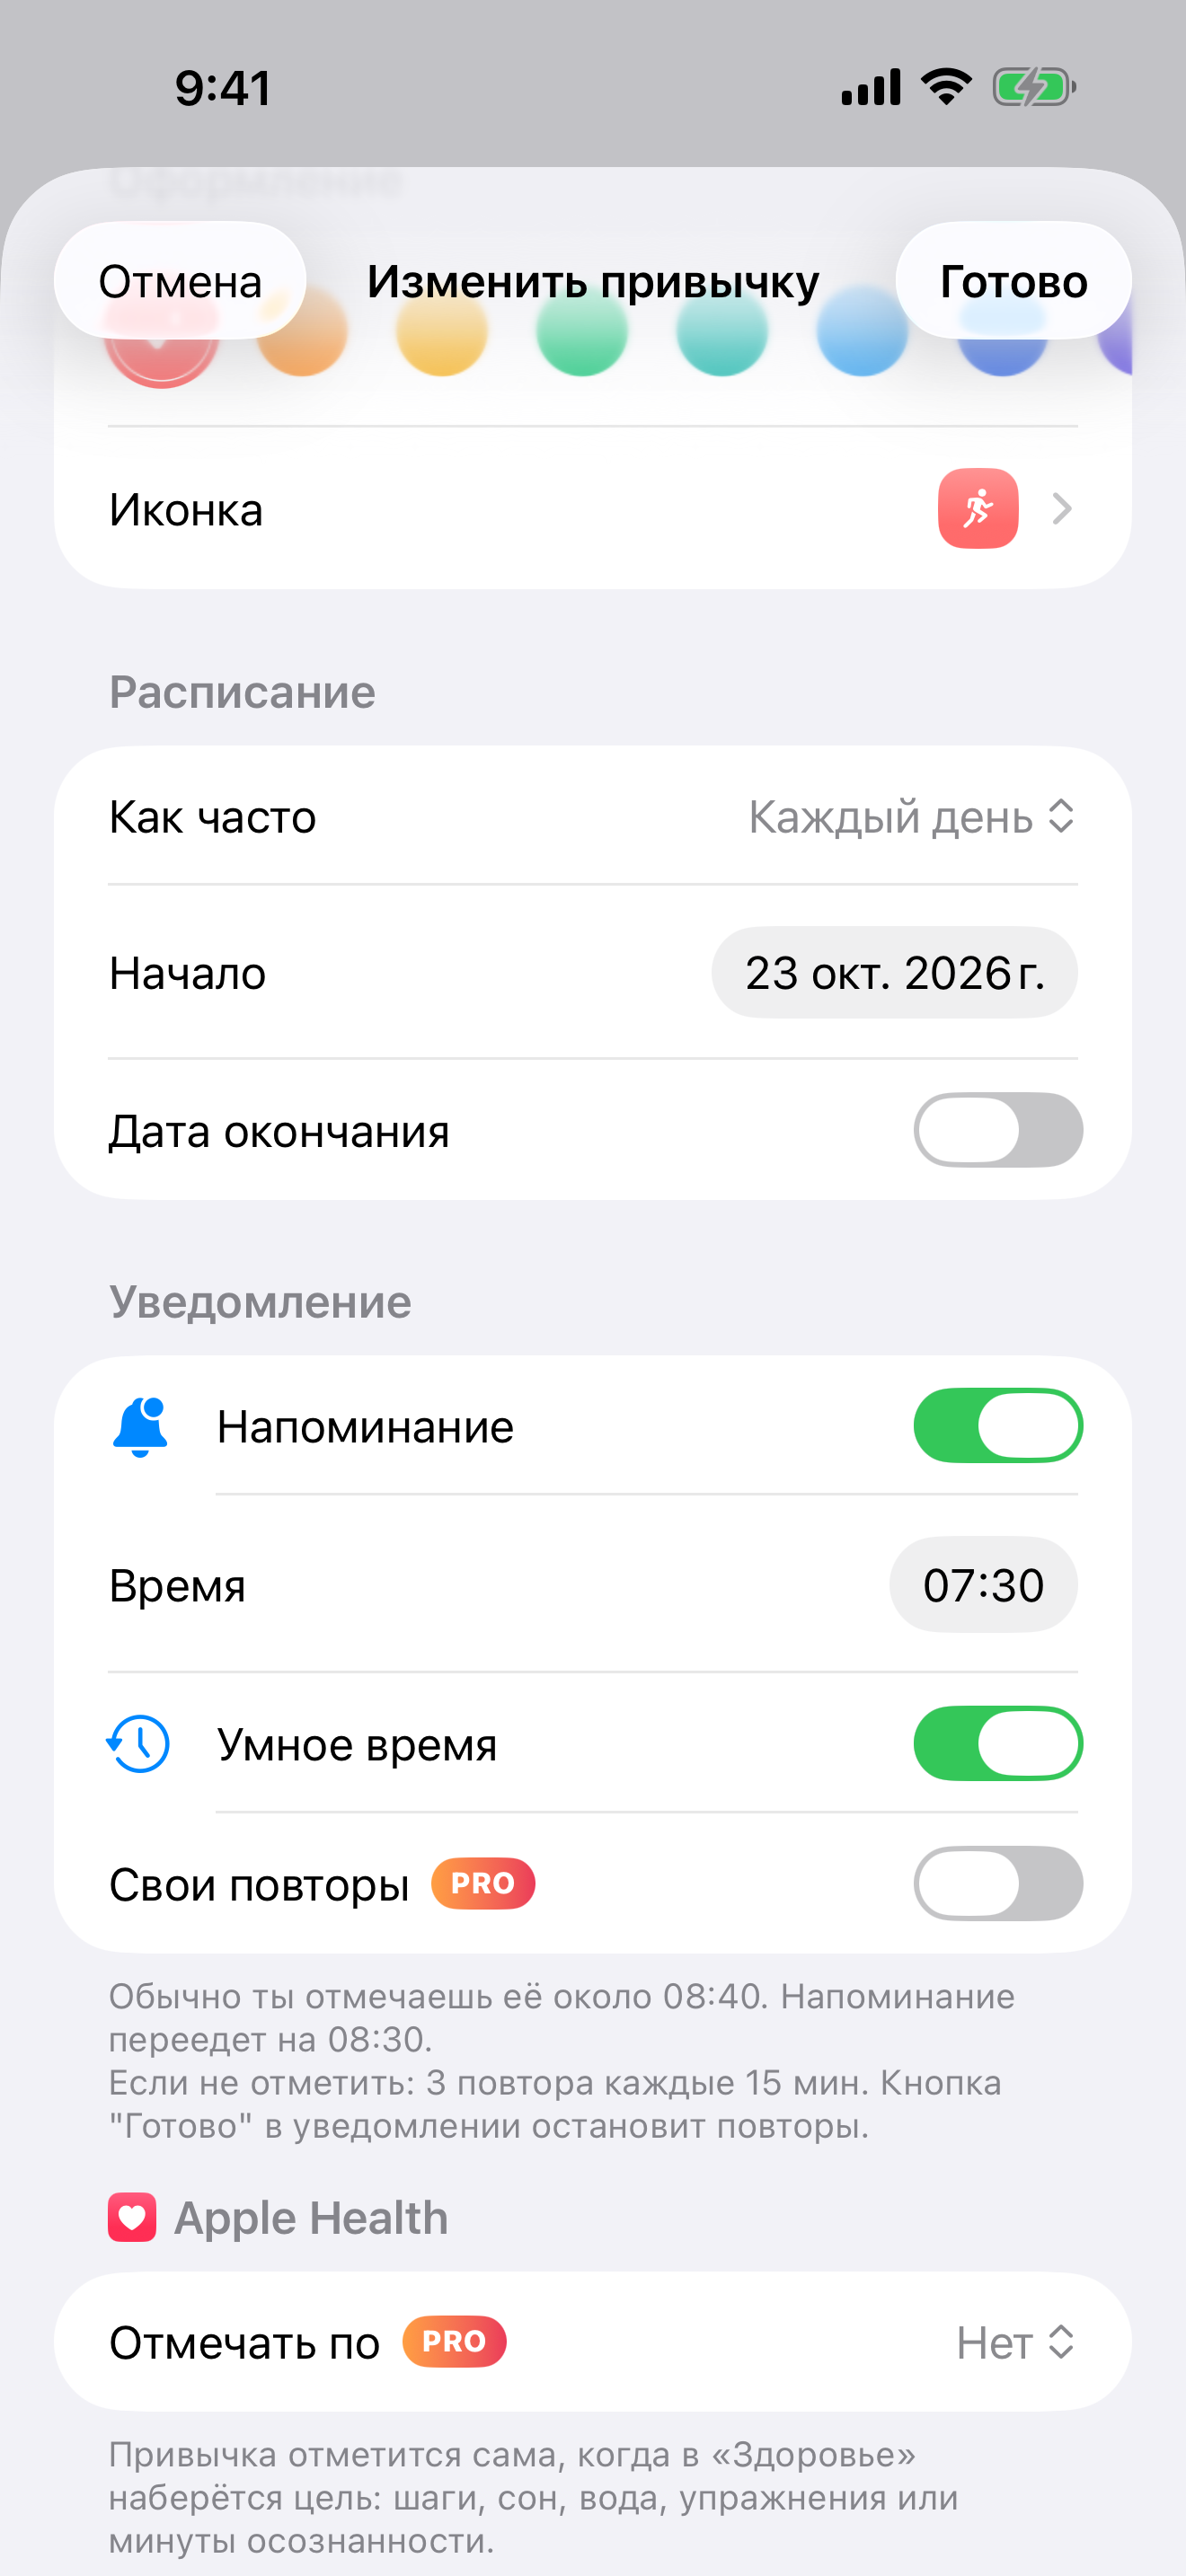 9:41
Оформление
Отмена
Изменить привычку
Готово
Иконка
Расписание
Как часто
Каждый день
Начало
23 окт. 2026 г.
Дата окончания
Уведомление
Напоминание
Время
07:30
Умное время
Свои повторы PRO
Обычно ты отмечаешь её около 08:40. Напоминание
переедет на 08:30.
Если не отметить: 3 повтора каждые 15 мин. Кнопка
"Готово" в уведомлении остановит повторы.
Apple Health
Отмечать по PRO
Нет
Привычка отметится сама, когда в «Здоровье»
наберётся цель: шаги, сон, вода, упражнения или
минуты осознанности.